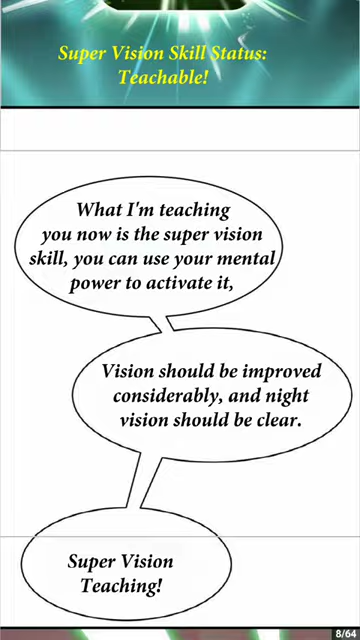 Super Vision Skill Status:
Teachable!
What I'm teaching
you now is the super vision
skill, you can use your mental
power to activate it,
Vision should be improved
considerably, and night
vision should be clear.
Super Vision
Teaching!
8/64